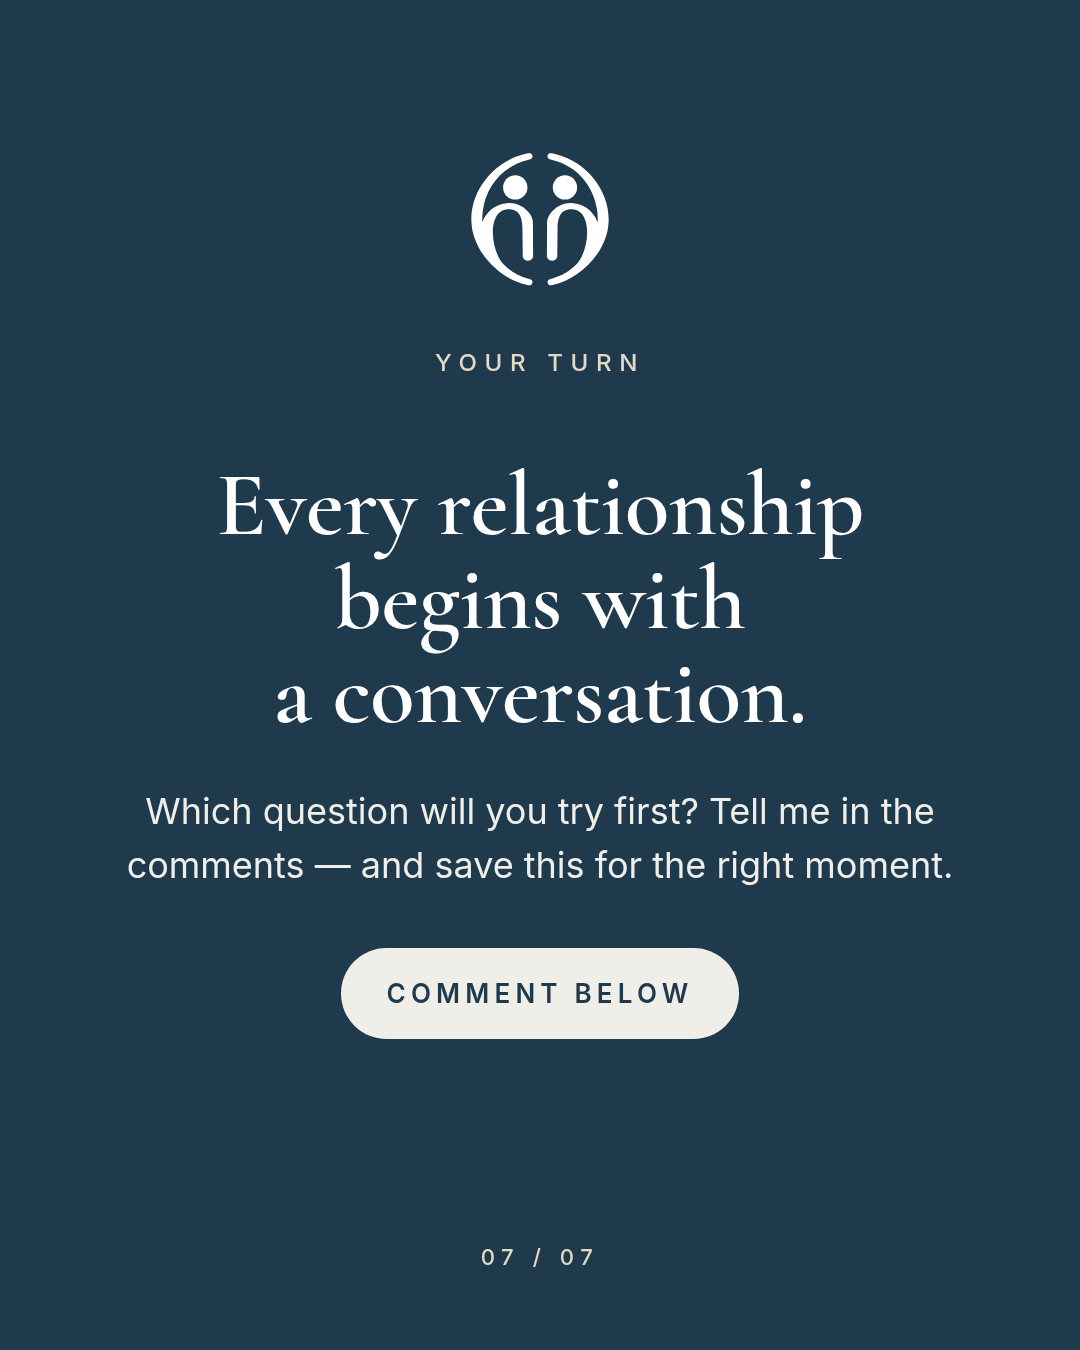 YOUR TURN
Every relationship
begins with
a conversation.
Which question will you try first? Tell me in the
comments — and save this for the right moment.
COMMENT BELOW
07 / 07